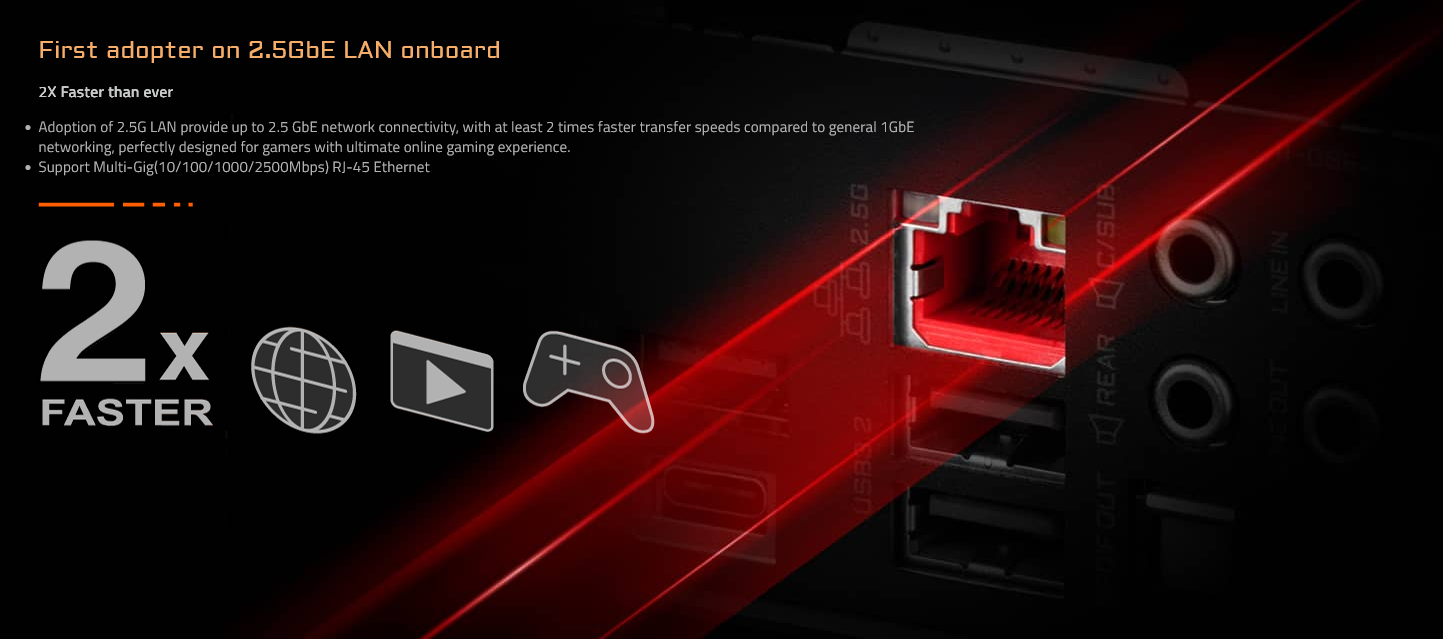 First adopter on 2.5GbE LAN onboard
2X Faster than ever
• Adoption of 2.5G LAN provide up to 2.5 GbE network connectivity, with at least 2 times faster transfer speeds compared to general 1GbE
networking, perfectly designed for gamers with ultimate online gaming experience.
• Support Multi-Gig(10/100/1000/2500Mbps) RJ-45 Ethernet
2x
FASTER
2.5G
C/SUB
LINE IN
REAR
USB3.2